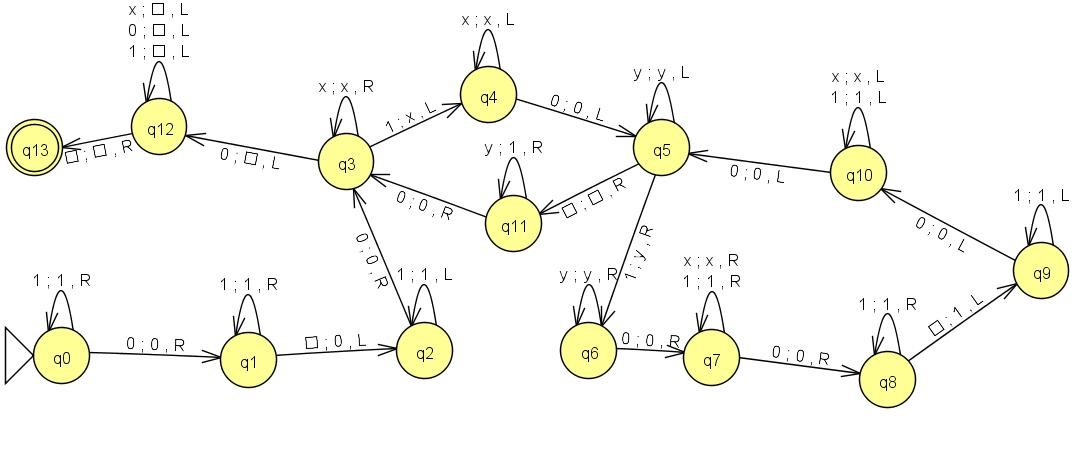 x ; □ , L
0 ; □ , L
1 ; □ , L
q12
q13
□ ; □ , R
0 ; □ , L
x ; x , R
q3
1 ; x , L
x ; x , L
q4
0 ; 0 , L
y ; y , L
q5
y ; 1 , R
q11
0 ; 0 , R
□ ; □ , R
1 ; y , R
x ; x , L
1 ; 1 , L
q10
0 ; 0 , L
0 ; 0 , L
1 ; 1 , L
q9
1 ; 1 , R
q0
0 ; 0 , R
1 ; 1 , R
q1
□ ; 0 , L
1 ; 1 , L
q2
0 ; 0 , R
y ; y , R
q6
0 ; 0 , R
x ; x , R
1 ; 1 , R
q7
0 ; 0 , R
1 ; 1 , R
q8
□ ; 1 , L